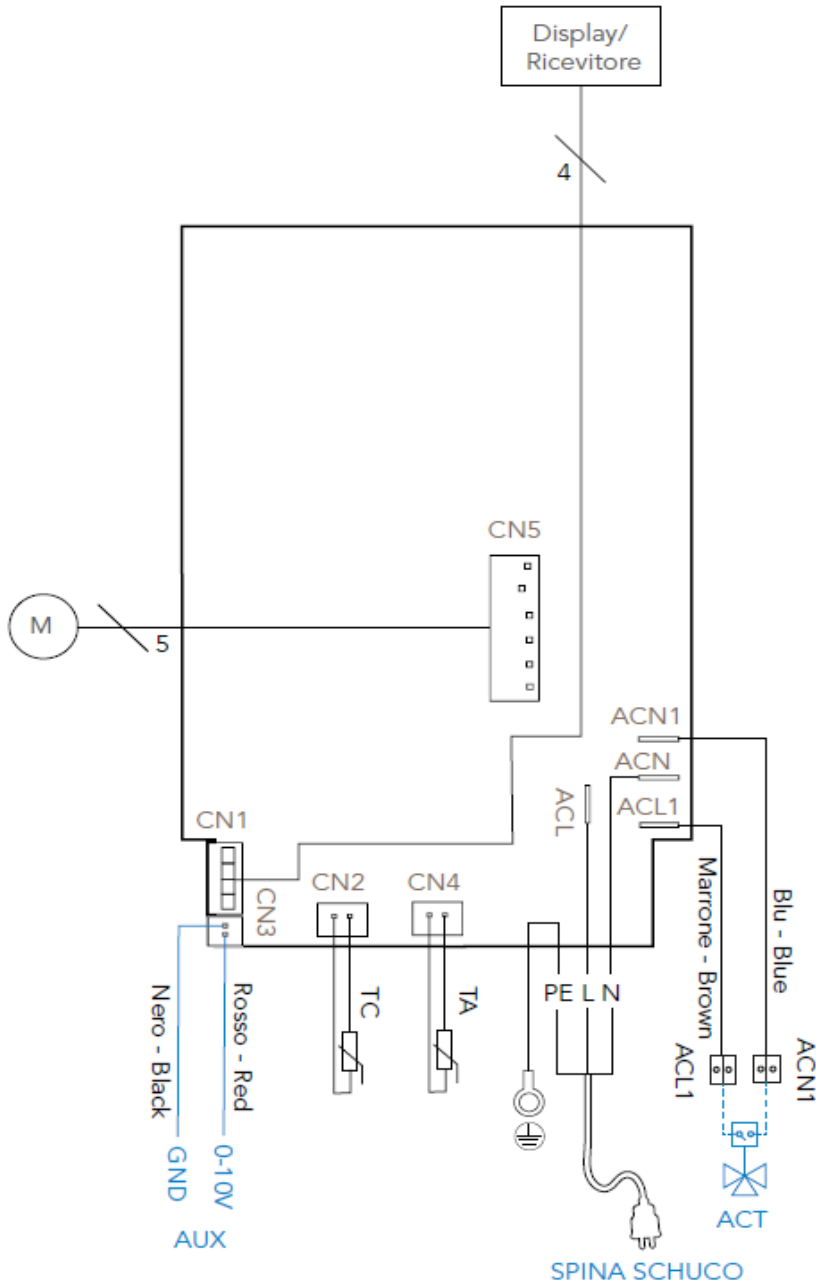 Display/
Ricevitore
4
CN5
M
5
ACN1
ACN
ACL
ACL1
CN1
CN3
CN2
CN4
Marrone - Brown
Blu - Blue
Nero - Black
Rosso - Red
TC
TA
PE L N
ACL1
ACN1
GND
0-10V
AUX
ACT
SPINA SCHUCO